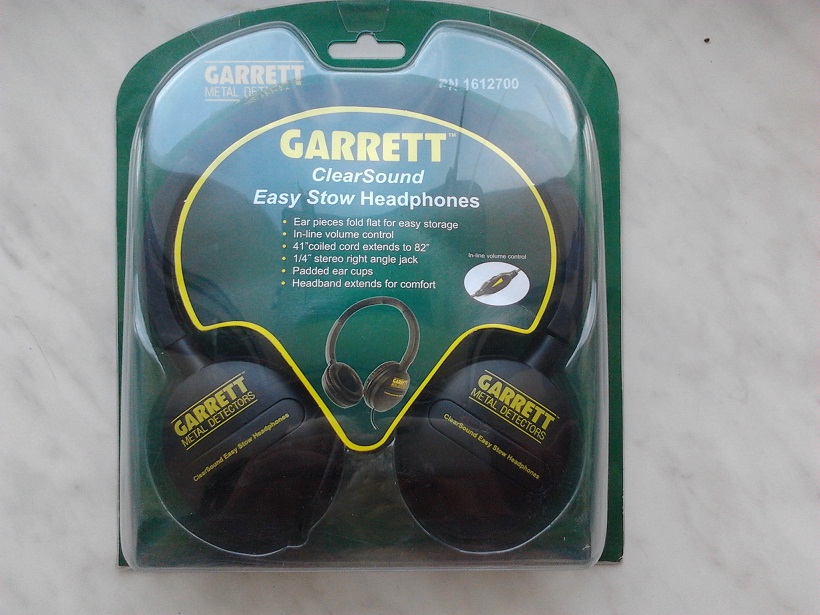 GARRETT
METAL DETECTORS
PN 1612700
GARRETT™
ClearSound
Easy Stow Headphones
• Ear pieces fold flat for easy storage
• In-line volume control
• 41"coiled cord extends to 82"
• 1/4" stereo right angle jack
• Padded ear cups
• Headband extends for comfort
In-line volume control
GARRETT
GARRETT
METAL DETECTORS
ClearSound Easy Stow Headphones
GARRETT
METAL DETECTORS
ClearSound Easy Stow Headphones